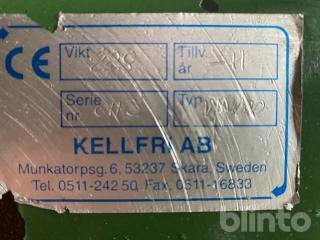 CE Vikt Tillv. år -11
Serie nr. Typ
KELLFRI AB
Munkatorpsg. 6, 53237 Skara, Sweden
Tel. 0511-242 50, Fax. 0511-16833
blinto